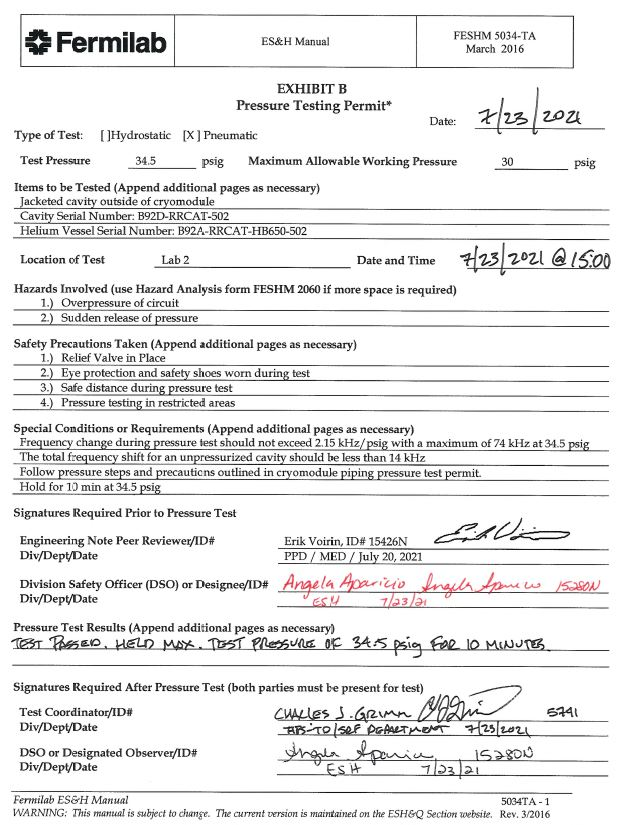 Fermilab
ES&H Manual
FESHM 5034-TA
March 2016
EXHIBIT B
Pressure Testing Permit*
Date: 7/23/2021
Type of Test: [ ]Hydrostatic [X] Pneumatic
Test Pressure 34.5 psig Maximum Allowable Working Pressure 30 psig
Items to be Tested (Append additional pages as necessary)
Jacketed cavity outside of cryomodule
Cavity Serial Number: B92D-RRCAT-502
Helium Vessel Serial Number: B92A-RRCAT-HB650-502
Location of Test Lab 2 Date and Time 7/23/2021 @ 15:00
Hazards Involved (use Hazard Analysis form FESHM 2060 if more space is required)
1.) Overpressure of circuit
2.) Sudden release of pressure
Safety Precautions Taken (Append additional pages as necessary)
1.) Relief Valve in Place
2.) Eye protection and safety shoes worn during test
3.) Safe distance during pressure test
4.) Pressure testing in restricted areas
Special Conditions or Requirements (Append additional pages as necessary)
Frequency change during pressure test should not exceed 2.15 kHz/psig with a maximum of 74 kHz at 34.5 psig
The total frequency shift for an unpressurized cavity should be less than 14 kHz
Follow pressure steps and precautions outlined in cryomodule piping pressure test permit.
Hold for 10 min at 34.5 psig
Signatures Required Prior to Pressure Test
Engineering Note Peer Reviewer/ID# Erik Voirin, ID# 15426N
Div/Dept/Date PPD / MED / July 20, 2021
Division Safety Officer (DSO) or Designee/ID# Angela Aparicio Angela Aparicio 15280N
Div/Dept/Date ESH 7/23/21
Pressure Test Results (Append additional pages as necessary)
TEST PASSED. HELD MAX. TEST PRESSURE OF 34.5 psig FOR 10 MINUTES.
Signatures Required After Pressure Test (both parties must be present for test)
Test Coordinator/ID# CHARLES J. GRIMM 5741
Div/Dept/Date APS-TD/SRF DEPARTMENT 7/23/2021
DSO or Designated Observer/ID# Angela Aparicio 15280N
Div/Dept/Date ESH 7/23/21
Fermilab ES&H Manual 5034TA - 1
WARNING: This manual is subject to change. The current version is maintained on the ESH&Q Section website. Rev. 3/2016